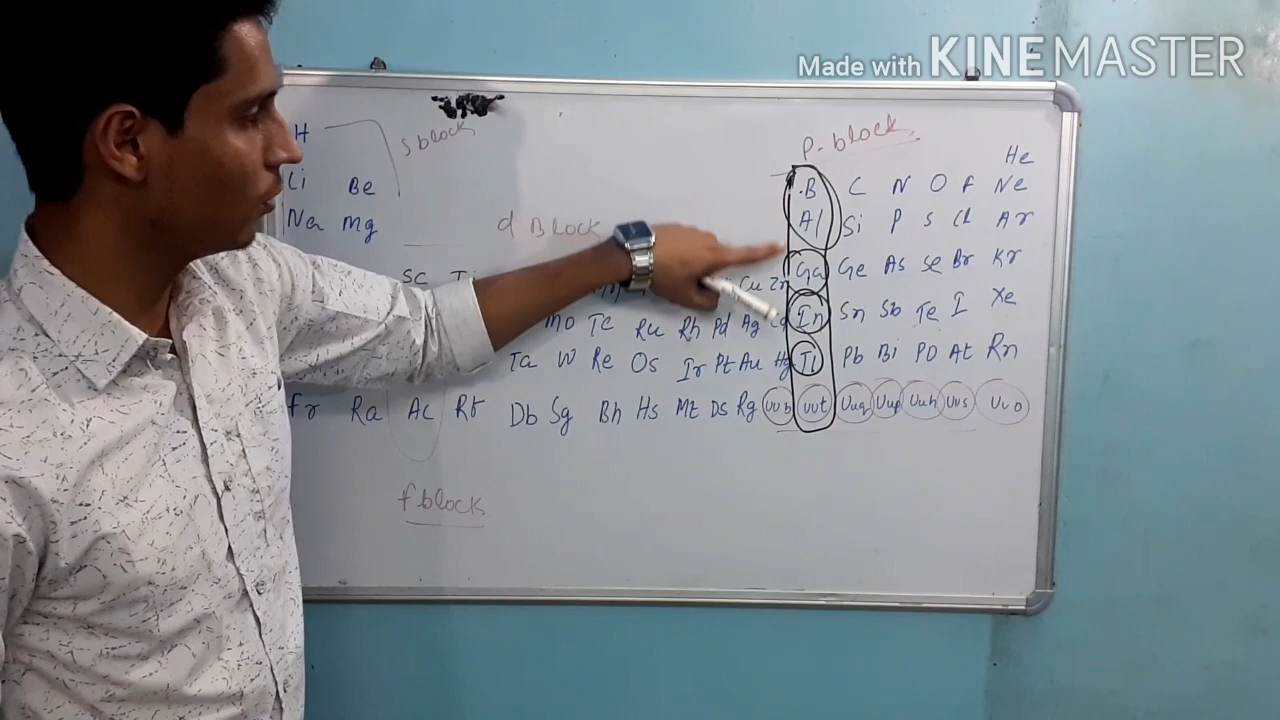 Made with KINEMASTER
H S block P-block He
Li Be B C N O F Ne
Na Mg d Block Al Si P S Cl Ar
Sc Ti Cu Zn Ga Ge As Se Br Kr
Mo Tc Ru Rh Pd Ag Cd In Sn Sb Te I Xe
Ta W Re Os Ir Pt Au Hg Tl Pb Bi PO At Rn
fr Ra Ac Rf Db Sg Bh Hs Mt Ds Rg UUb UUt Uuq Uup Uuh UUs UUO
f block